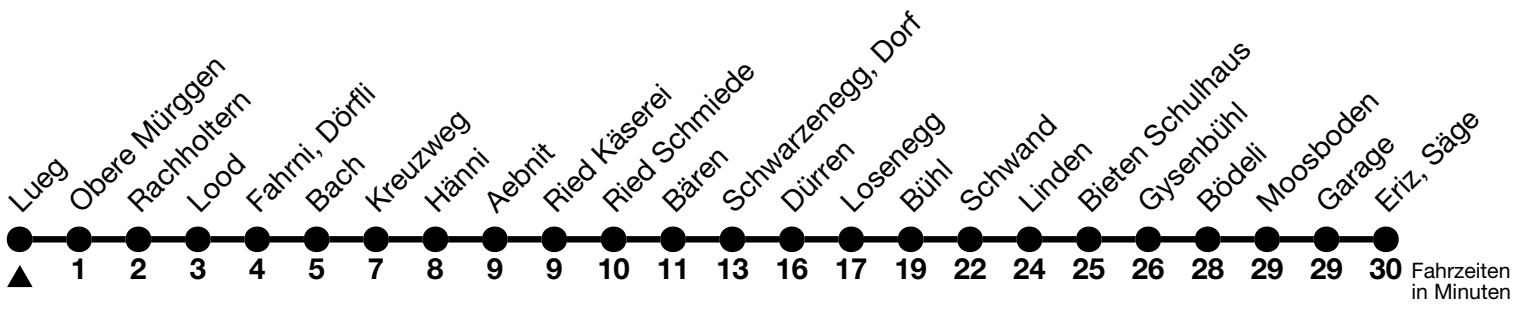 Lueg
Obere Mürggen
Rachholtern
Lood
Fahrni, Dörfli
Bach
Kreuzweg
Hänni
Aebnit
Ried Käserei
Ried Schmiede
Bären
Schwarzenegg, Dorf
Dürren
Losenegg
Bühl
Schwand
Linden
Bieten Schulhaus
Gysenbühl
Bödeli
Moosboden
Garage
Eriz, Säge
1 2 3 4 5 7 8 9 9 10 11 13 16 17 19 22 24 25 26 28 29 29 30 Fahrzeiten
in Minuten